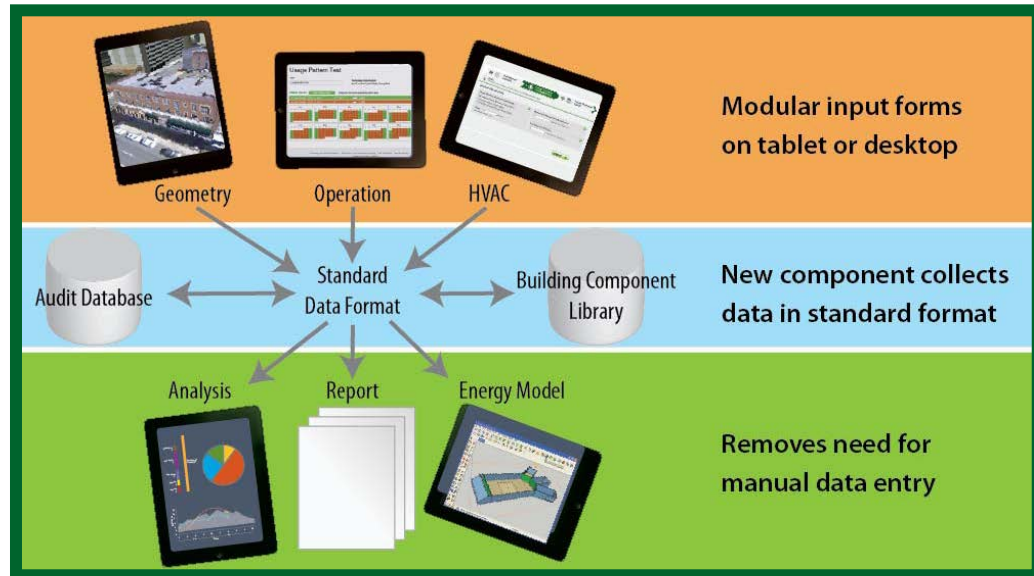 Usage Pattern Test
Modular input forms
on tablet or desktop
Geometry
Operation
HVAC
Audit Database
Standard
Data Format
Building Component
Library
New component collects
data in standard format
Analysis
Report
Energy Model
Removes need for
manual data entry